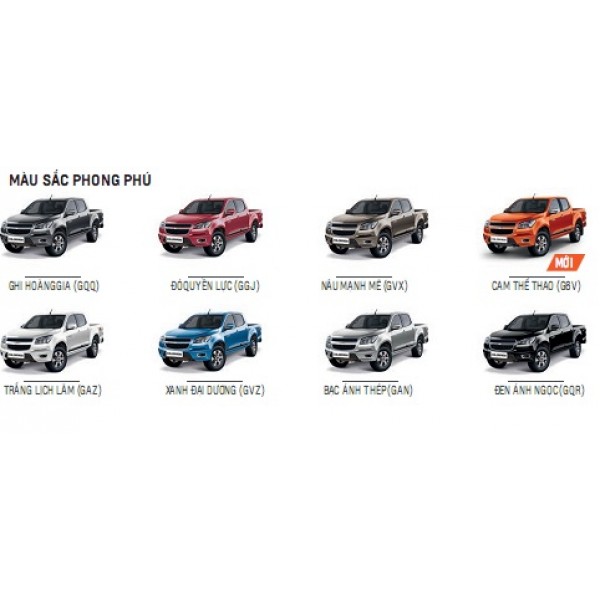 MÀU SẮC PHONG PHÚ
MỚI
GHI HOÀNGGIA (GQQ)
ĐỎQUYỀN LỰC (GGJ)
NÂU MẠNH MẼ (GVX)
CAM THỂ THAO (G8V)
TRẮNG LỊCH LÃM (GAZ)
XANH ĐẠI DƯƠNG (GVZ)
BẠC ÁNH THÉP(GAN)
ĐEN ÁNH NGỌC(GQR)